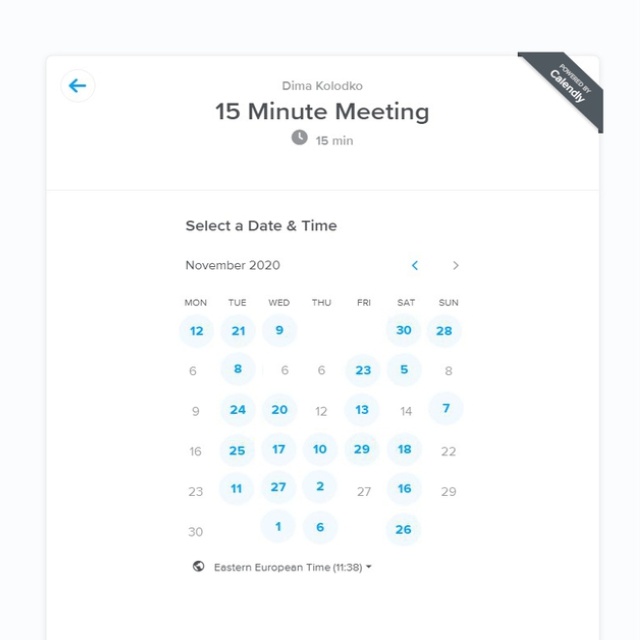 POWERED BY
Calendly
Dima Kolodko
15 Minute Meeting
15 min
Select a Date & Time
November 2020
MON TUE WED THU FRI SAT SUN
12 21 9 30 28
6 8 6 6 23 5 8
9 24 20 12 13 14 7
16 25 17 10 29 18 22
23 11 27 2 27 16 29
30 1 6 26
Eastern European Time (11:38)